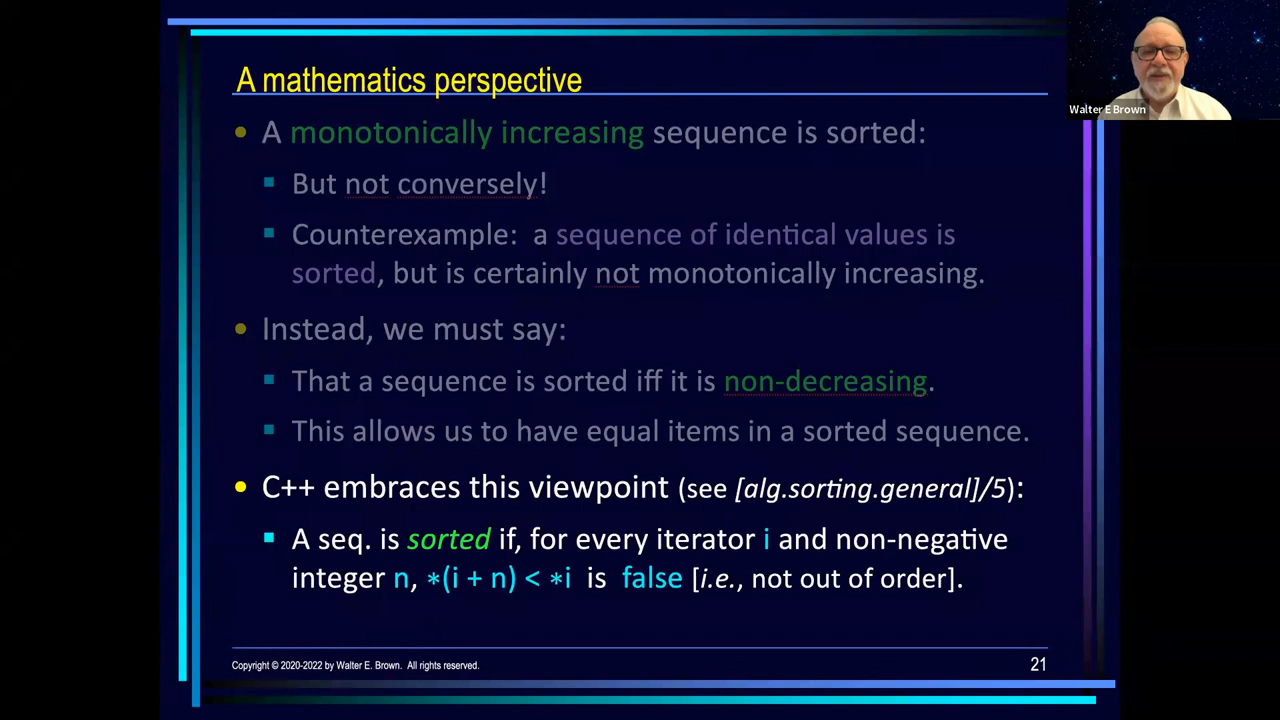 A mathematics perspective
Walter E Brown
• A monotonically increasing sequence is sorted:
▪ But not conversely!
▪ Counterexample: a sequence of identical values is
sorted, but is certainly not monotonically increasing.
• Instead, we must say:
▪ That a sequence is sorted iff it is non-decreasing.
▪ This allows us to have equal items in a sorted sequence.
• C++ embraces this viewpoint (see [alg.sorting.general]/5):
▪ A seq. is sorted if, for every iterator i and non-negative
integer n, ∗(i + n) < ∗i is false [i.e., not out of order].
Copyright © 2020-2022 by Walter E. Brown. All rights reserved.
21